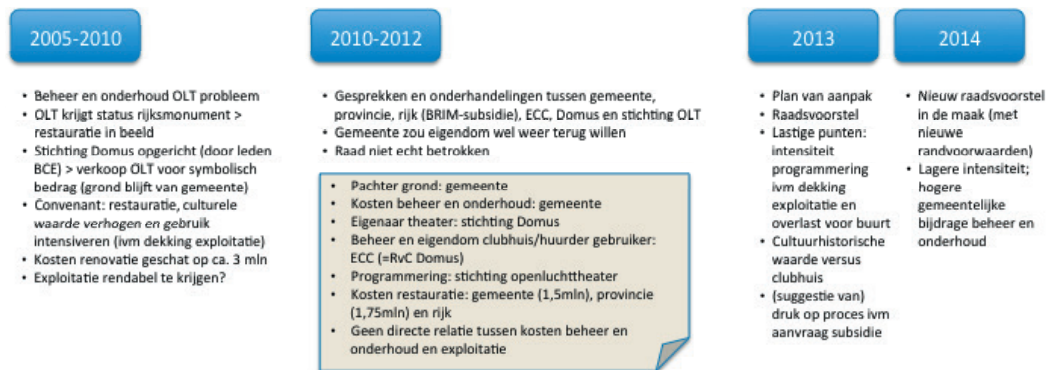 2005-2010
• Beheer en onderhoud OLT probleem
• OLT krijgt status rijksmonument >
restauratie in beeld
• Stichting Domus opgericht (door leden
BCE) > verkoop OLT voor symbolisch
bedrag (grond blijft van gemeente)
• Convenant: restauratie, culturele
waarde verhogen en gebruik
intensiveren (ivm dekking exploitatie)
• Kosten renovatie geschat op ca. 3 mln
• Exploitatie rendabel te krijgen?
2010-2012
• Gesprekken en onderhandelingen tussen gemeente,
provincie, rijk (BRIM-subsidie), ECC, Domus en stichting OLT
• Gemeente zou eigendom wel weer terug willen
• Raad niet echt betrokken
• Pachter grond: gemeente
• Kosten beheer en onderhoud: gemeente
• Eigenaar theater: stichting Domus
• Beheer en eigendom clubhuis/huurder gebruiker:
ECC (=RvC Domus)
• Programmering: stichting openluchttheater
• Kosten restauratie: gemeente (1,5mln), provincie
(1,75mln) en rijk
• Geen directe relatie tussen kosten beheer en
onderhoud en exploitatie
2013
• Plan van aanpak
• Raadsvoorstel
• Lastige punten:
intensiteit
programmering
ivm dekking
exploitatie en
overlast voor buurt
• Cultuurhistorische
waarde versus
clubhuis
• (suggestie van)
druk op proces ivm
aanvraag subsidie
2014
• Nieuw raadsvoorstel
in de maak (met
nieuwe
randvoorwaarden)
• Lagere intensiteit;
hogere
gemeentelijke
bijdrage beheer en
onderhoud